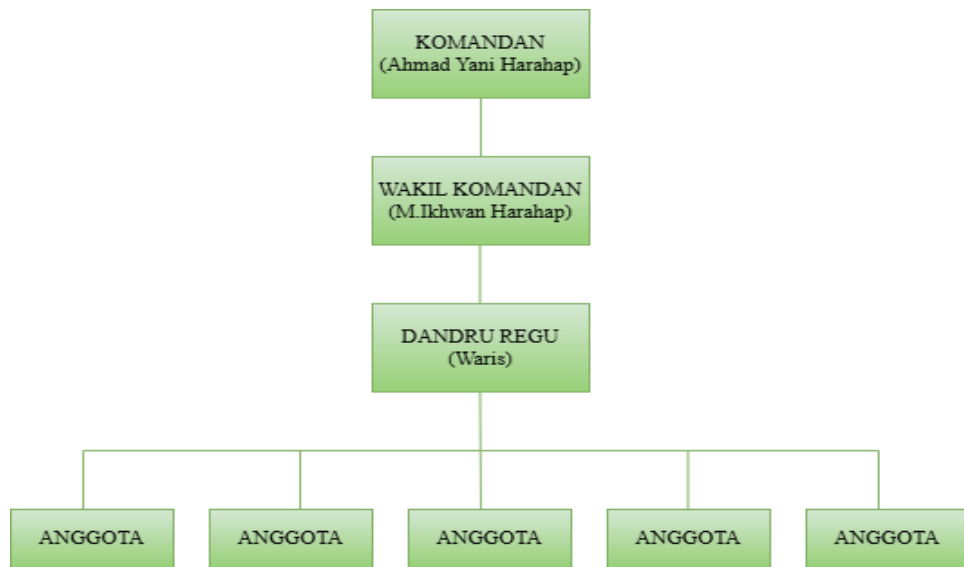 KOMANDAN
(Ahmad Yani Harahap)
WAKIL KOMANDAN
(M.Ikhwan Harahap)
DANDRU REGU
(Waris)
ANGGOTA
ANGGOTA
ANGGOTA
ANGGOTA
ANGGOTA